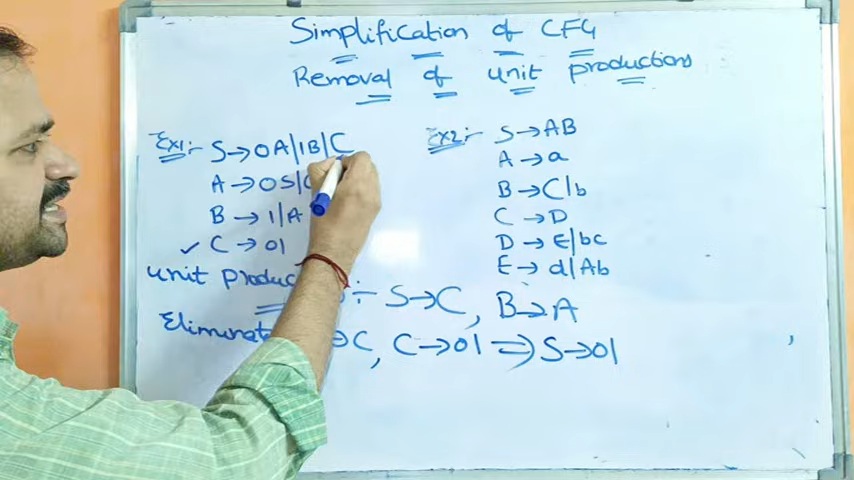 Simplification of CFG
Removal of unit productions
Ex1:- S→0A|1B|C
A→0S|
B→1|A
✓ C→01
unit produc :- S→C, B→A
Eliminat →C, C→01 ⇒ S→01
Ex2:- S→AB
A→a
B→C|b
C→D
D→E|bc
E→d|Ab